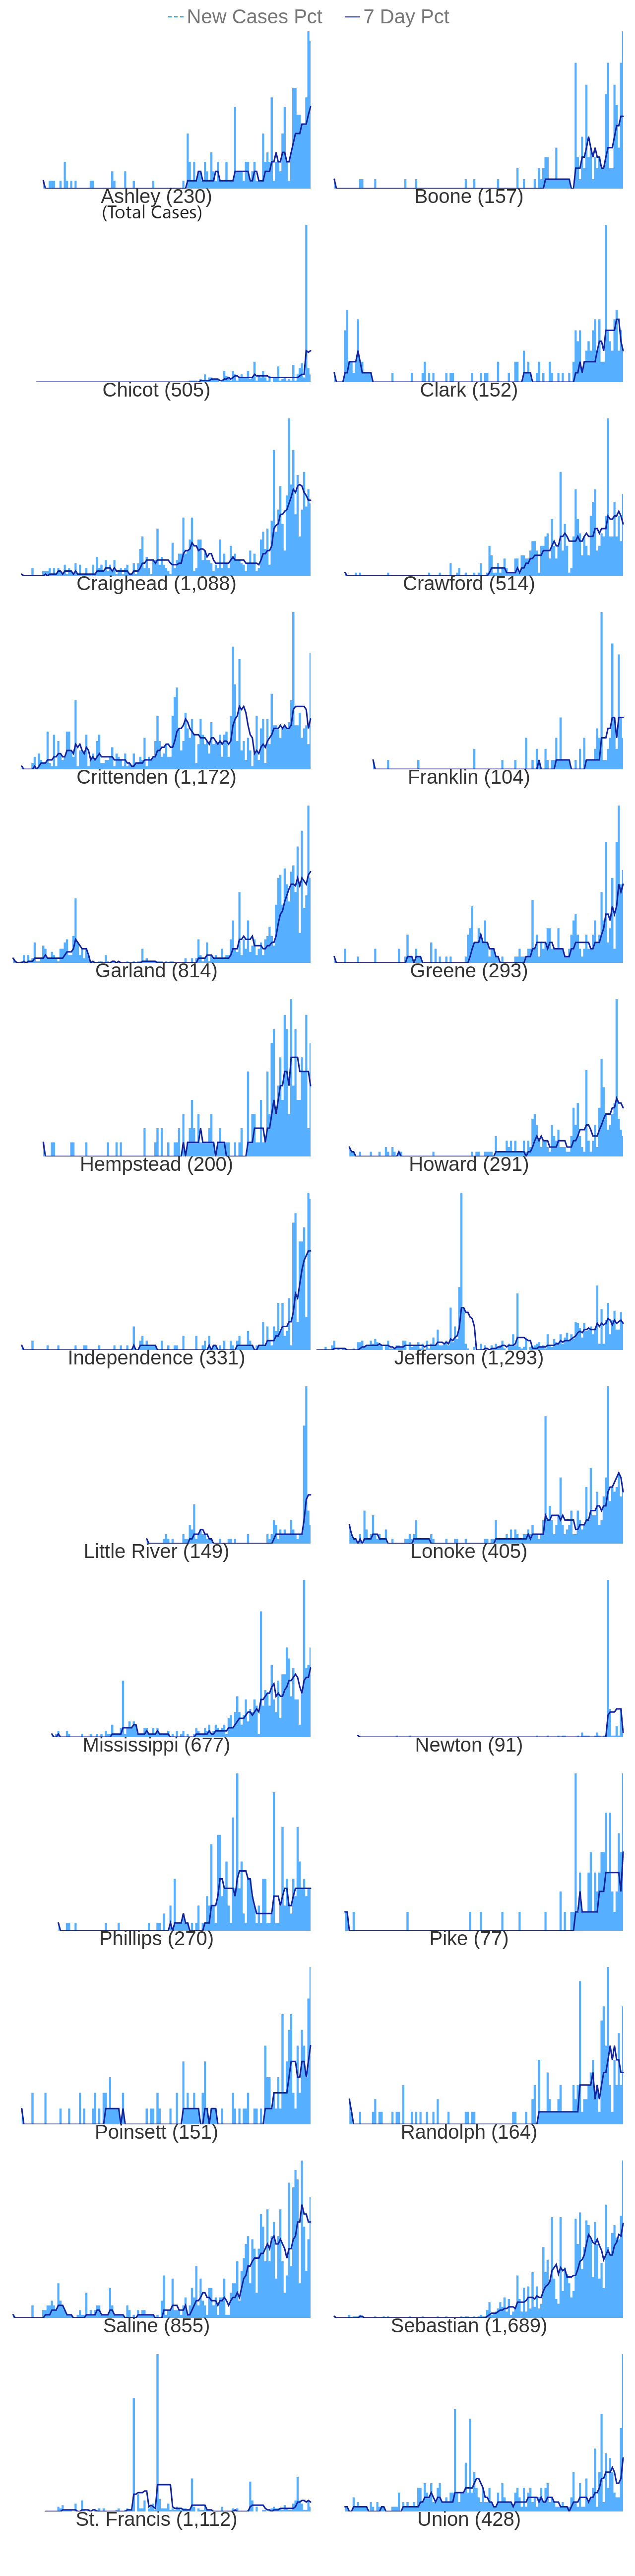 New Cases Pct 7 Day Pct
Ashley (230) Boone (157)
(Total Cases)
Chicot (505) Clark (152)
Craighead (1,088) Crawford (514)
Crittenden (1,172) Franklin (104)
Garland (814) Greene (293)
Hempstead (200) Howard (291)
Independence (331) Jefferson (1,293)
Little River (149) Lonoke (405)
Mississippi (677) Newton (91)
Phillips (270) Pike (77)
Poinsett (151) Randolph (164)
Saline (855) Sebastian (1,689)
St. Francis (1,112) Union (428)